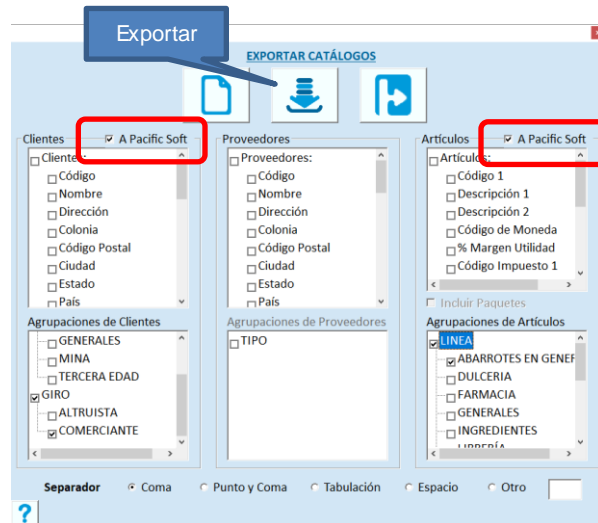 Exportar
EXPORTAR CATÁLOGOS
Clientes
A Pacific Soft
Clientes:
Código
Nombre
Dirección
Colonia
Código Postal
Ciudad
Estado
País
Agrupaciones de Clientes
GENERALES
MINA
TERCERA EDAD
GIRO
ALTRUISTA
COMERCIANTE
Proveedores
Proveedores:
Código
Nombre
Dirección
Colonia
Código Postal
Ciudad
Estado
País
Agrupaciones de Proveedores
TIPO
Artículos
A Pacific Soft
Artículos:
Código 1
Descripción 1
Descripción 2
Código de Moneda
% Margen Utilidad
Código Impuesto 1
Incluir Paquetes
Agrupaciones de Artículos
LINEA
ABARROTES EN GENER
DULCERIA
FARMACIA
GENERALES
INGREDIENTES
LIBRERÍA
Separador Coma Punto y Coma Tabulación Espacio Otro
?